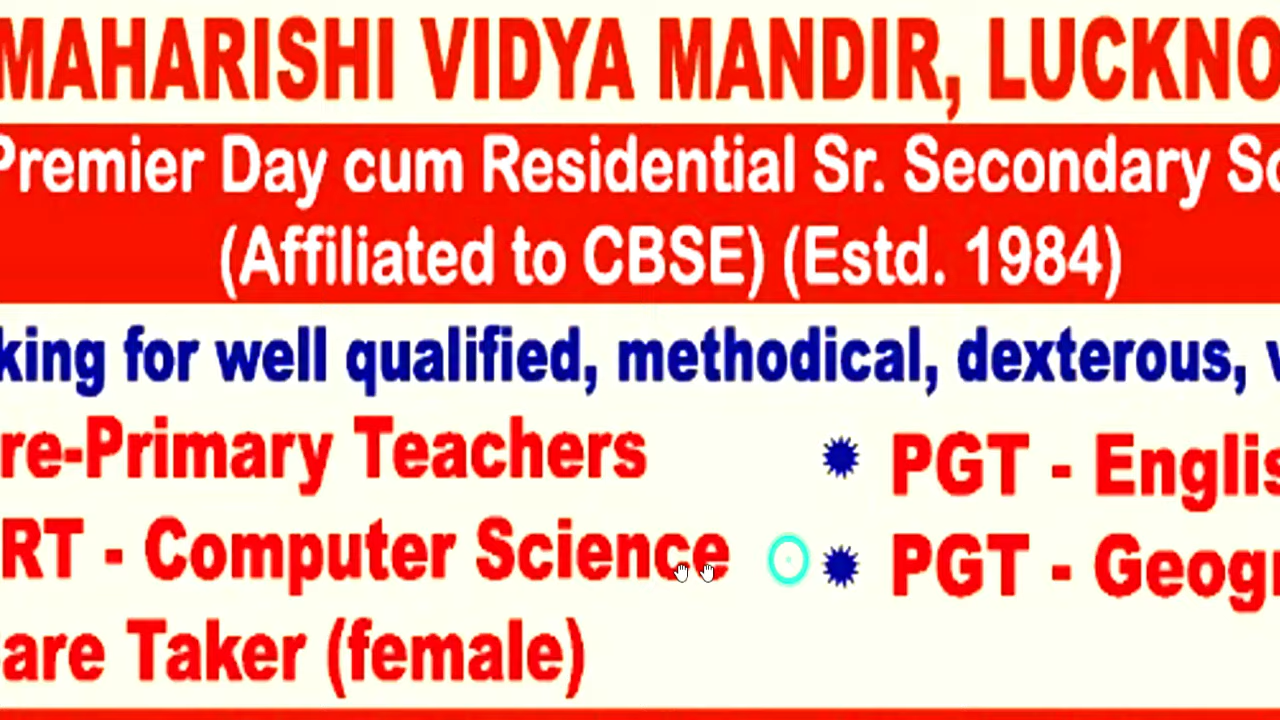 MAHARISHI VIDYA MANDIR, LUCKNO
Premier Day cum Residential Sr. Secondary Sc
(Affiliated to CBSE) (Estd. 1984)
king for well qualified, methodical, dexterous, v
re-Primary Teachers
PGT - Englis
RT - Computer Science
PGT - Geogr
are Taker (female)